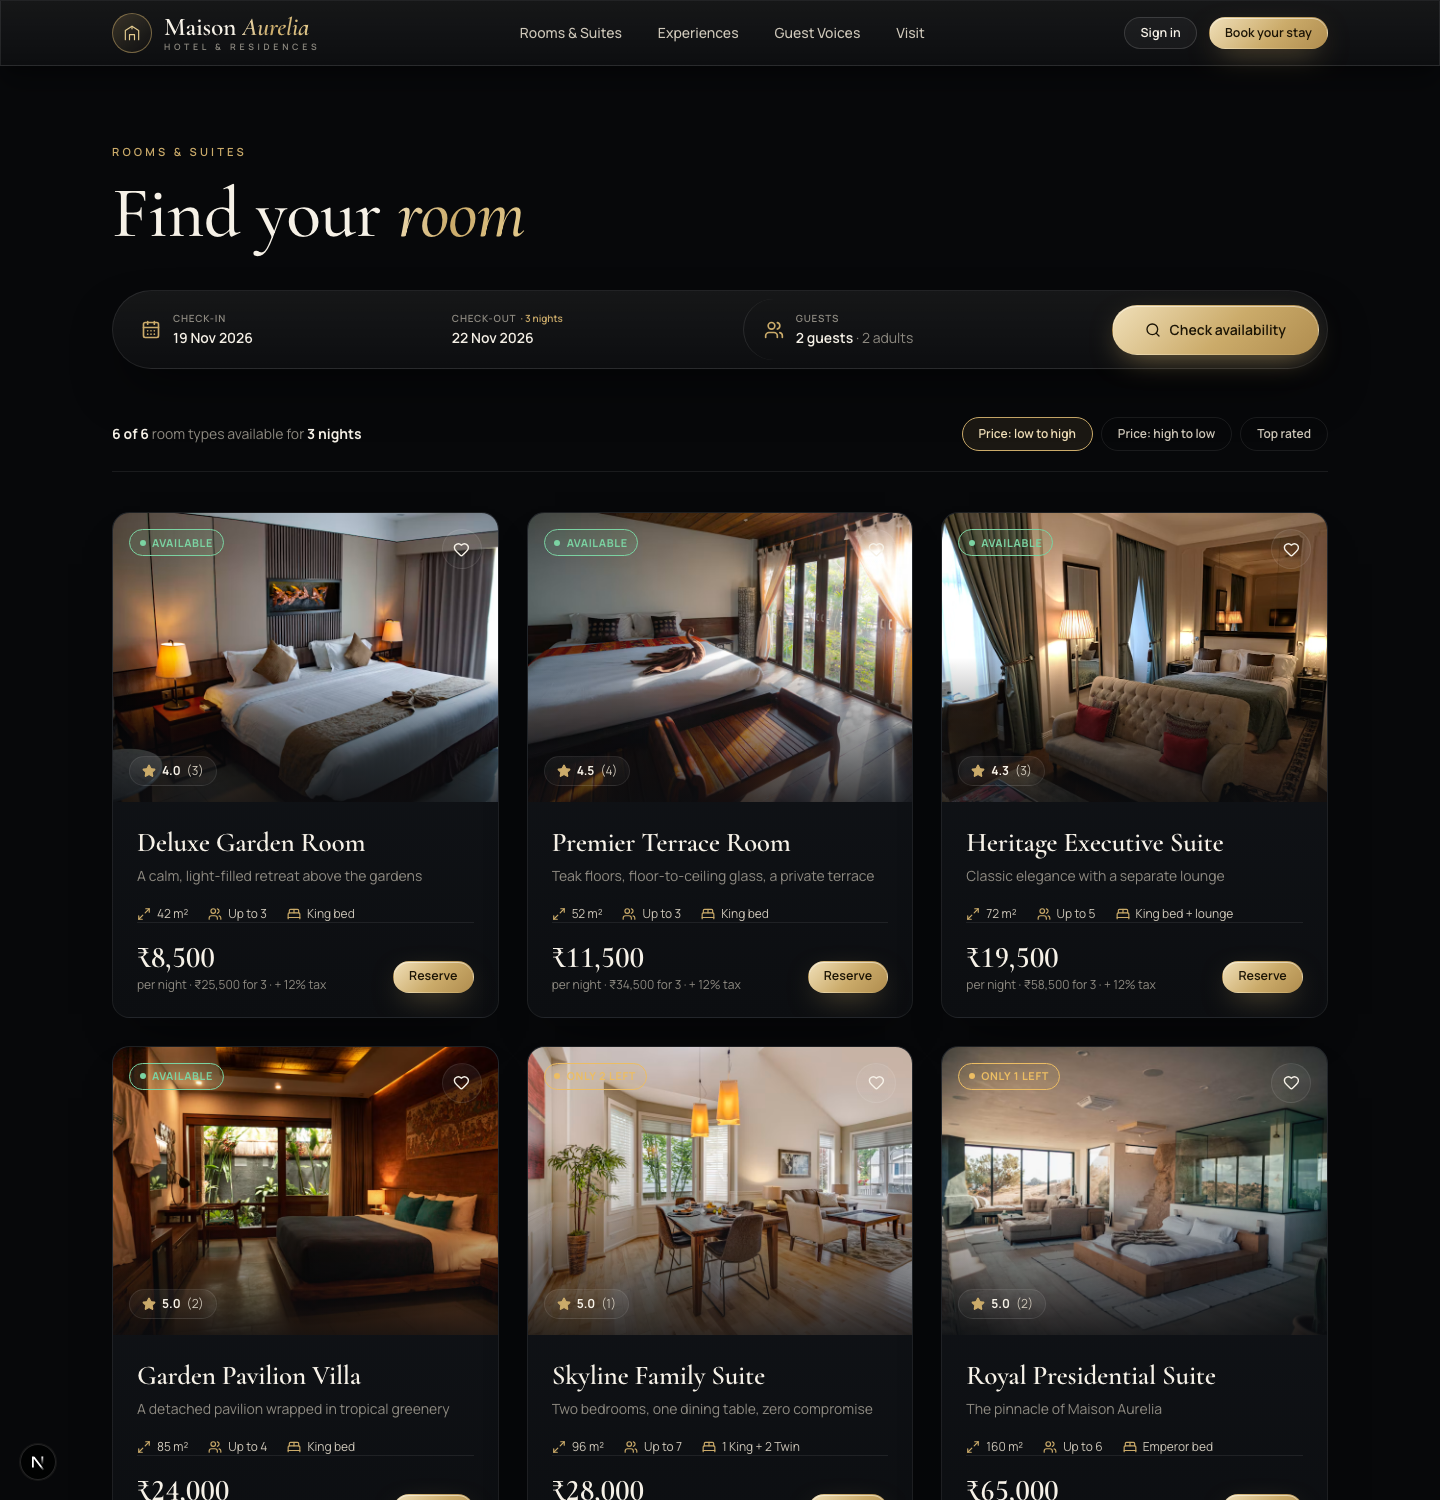 Maison Aurelia
HOTEL & RESIDENCES
Rooms & Suites
Experiences
Guest Voices
Visit
Sign in
Book your stay
ROOMS & SUITES
Find your room
CHECK-IN
19 Nov 2026
CHECK-OUT · 3 nights
22 Nov 2026
GUESTS
2 guests · 2 adults
Check availability
6 of 6 room types available for 3 nights
Price: low to high
Price: high to low
Top rated
AVAILABLE
4.0 (3)
Deluxe Garden Room
A calm, light-filled retreat above the gardens
42 m²
Up to 3
King bed
₹8,500
per night · ₹25,500 for 3 · + 12% tax
Reserve
AVAILABLE
4.5 (4)
Premier Terrace Room
Teak floors, floor-to-ceiling glass, a private terrace
52 m²
Up to 3
King bed
₹11,500
per night · ₹34,500 for 3 · + 12% tax
Reserve
AVAILABLE
4.3 (3)
Heritage Executive Suite
Classic elegance with a separate lounge
72 m²
Up to 5
King bed + lounge
₹19,500
per night · ₹58,500 for 3 · + 12% tax
Reserve
AVAILABLE
5.0 (2)
Garden Pavilion Villa
A detached pavilion wrapped in tropical greenery
85 m²
Up to 4
King bed
₹24,000
ONLY LEFT
5.0 (1)
Skyline Family Suite
Two bedrooms, one dining table, zero compromise
96 m²
Up to 7
1 King + 2 Twin
₹28,000
ONLY 1 LEFT
5.0 (2)
Royal Presidential Suite
The pinnacle of Maison Aurelia
160 m²
Up to 6
Emperor bed
₹65,000
N